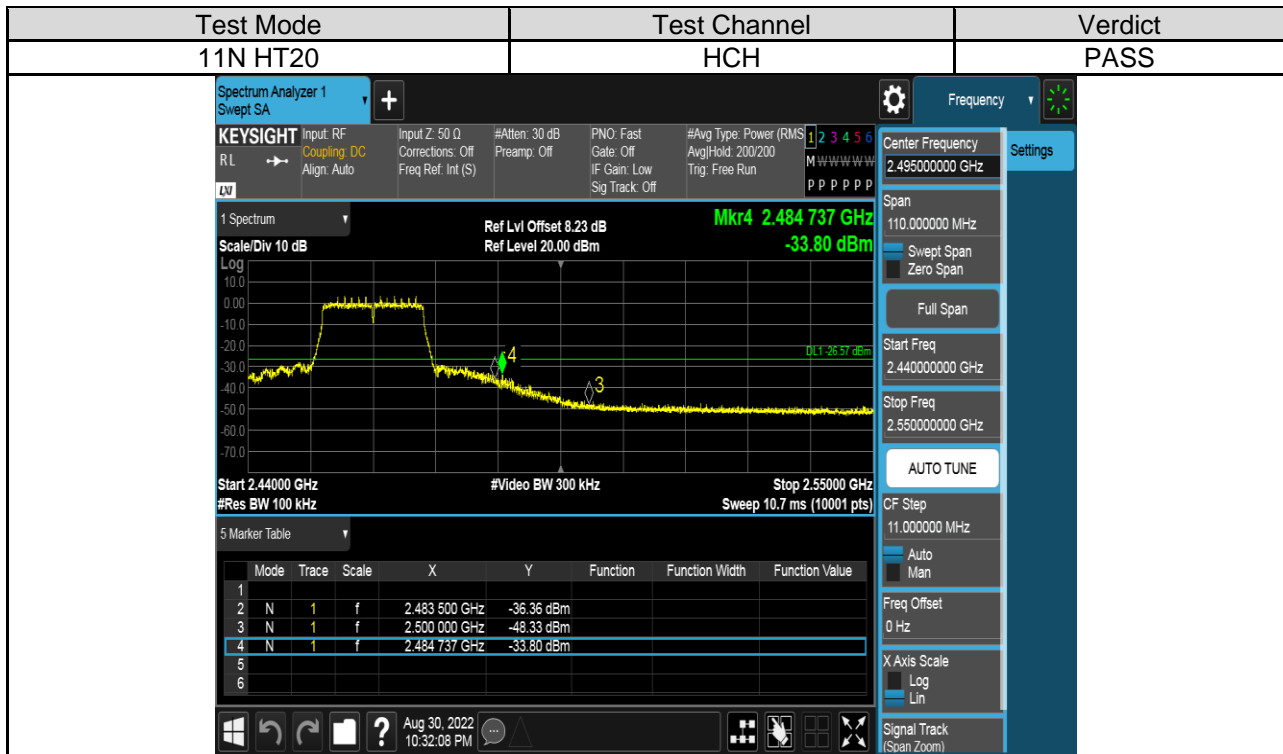 Test Mode Test Channel Verdict
11N HT20 HCH PASS
Spectrum Analyzer 1
Swept SA
+
Frequency
KEYSIGHT
RL
LXI
Input: RF
Coupling: DC
Align: Auto
Input Z: 50 Ω
Corrections: Off
Freq Ref: Int (S)
#Atten: 30 dB
Preamp: Off
PNO: Fast
Gate: Off
IF Gain: Low
Sig Track: Off
#Avg Type: Power (RMS
Avg|Hold: 200/200
Trig: Free Run
1 2 3 4 5 6
M W W W W W
P P P P P P
1 Spectrum
Scale/Div 10 dB
Ref Lvl Offset 8.23 dB
Ref Level 20.00 dBm
Mkr4 2.484 737 GHz
-33.80 dBm
Log
10.0
0.00
-10.0
-20.0
-30.0
-40.0
-50.0
-60.0
-70.0
DL1 -26.57 dBm
4
3
Start 2.44000 GHz #Video BW 300 kHz Stop 2.55000 GHz
#Res BW 100 kHz Sweep 10.7 ms (10001 pts)
5 Marker Table
Mode Trace Scale X Y Function Function Width Function Value
1
2 N 1 f 2.483 500 GHz -36.36 dBm
3 N 1 f 2.500 000 GHz -48.33 dBm
4 N 1 f 2.484 737 GHz -33.80 dBm
5
6
?
Aug 30, 2022
10:32:08 PM
Center Frequency
2.495000000 GHz
Settings
Span
110.000000 MHz
Swept Span
Zero Span
Full Span
Start Freq
2.440000000 GHz
Stop Freq
2.550000000 GHz
AUTO TUNE
CF Step
11.000000 MHz
Auto
Man
Freq Offset
0 Hz
X Axis Scale
Log
Lin
Signal Track
(Span Zoom)